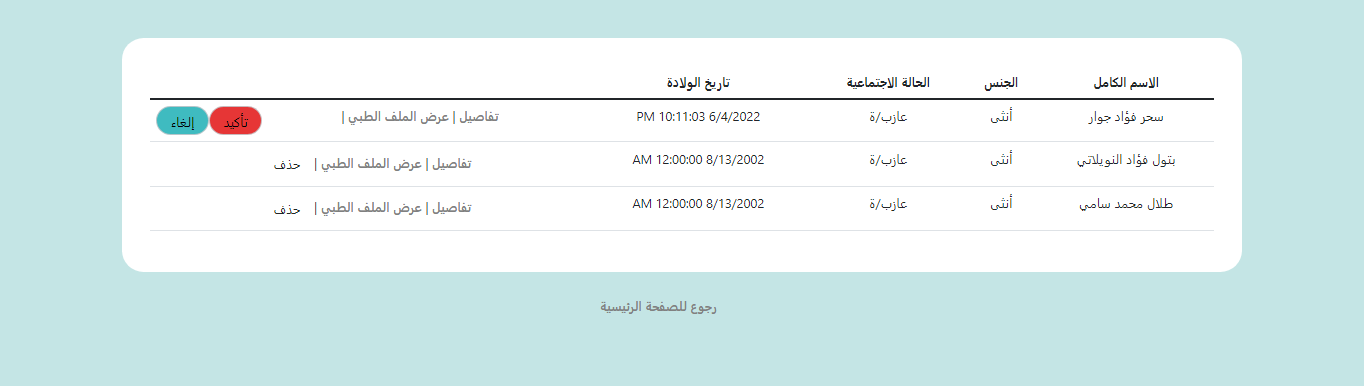 الاسم الكامل الجنس الحالة الاجتماعية تاريخ الولادة
سحر فؤاد جوار أنثى عازب/ة 6/4/2022 10:11:03 PM تفاصيل | عرض الملف الطبي | تأكيد إلغاء
بتول فؤاد النويلاتي أنثى عازب/ة 8/13/2002 12:00:00 AM تفاصيل | عرض الملف الطبي | حذف
طلال محمد سامي أنثى عازب/ة 8/13/2002 12:00:00 AM تفاصيل | عرض الملف الطبي | حذف
رجوع للصفحة الرئيسية